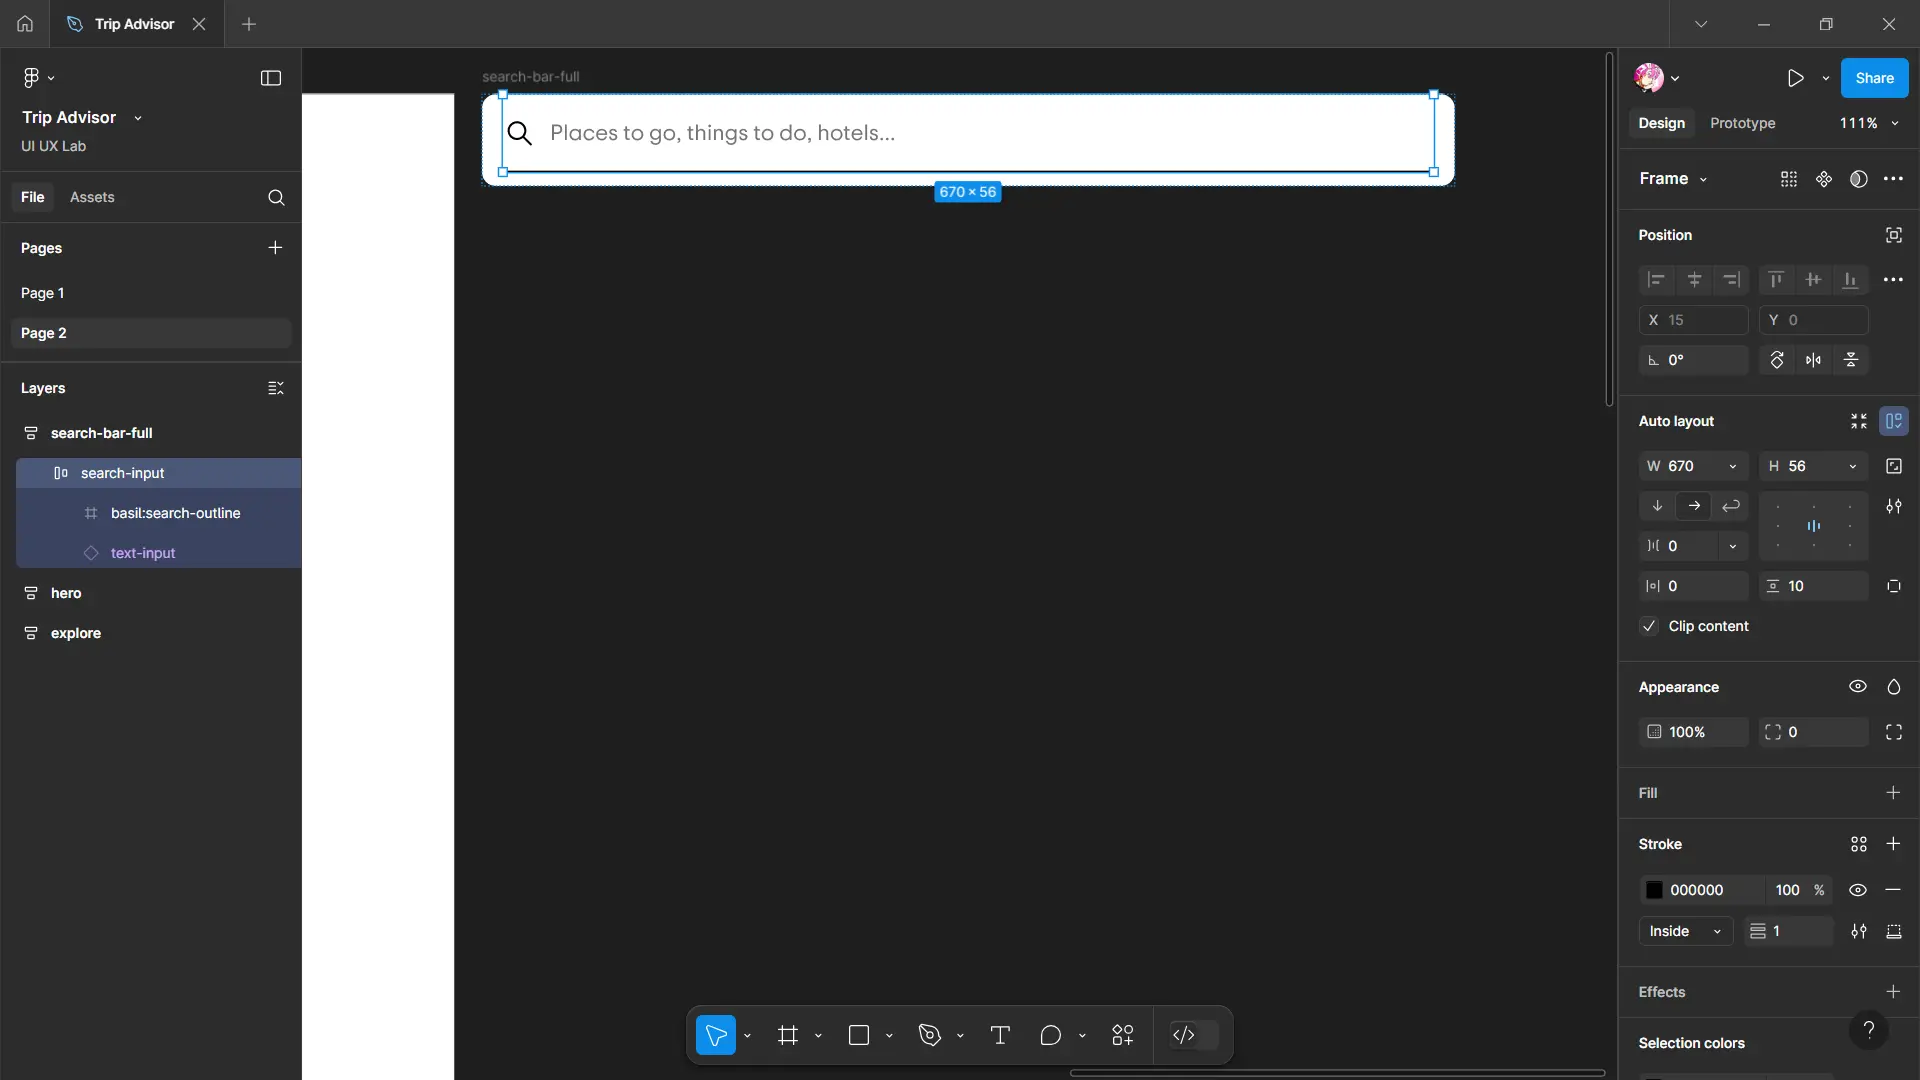 Trip Advisor
Trip Advisor
UI UX Lab
File
Assets
Pages
Page 1
Page 2
Layers
search-bar-full
search-input
basil:search-outline
text-input
hero
explore
search-bar-full
Places to go, things to do, hotels...
670 × 56
Share
Design
Prototype
111%
Frame
Position
X 15
Y 0
0°
Auto layout
W 670
H 56
0
0
10
Clip content
Appearance
100%
0
Fill
Stroke
000000
100 %
Inside
1
Effects
Selection colors
?